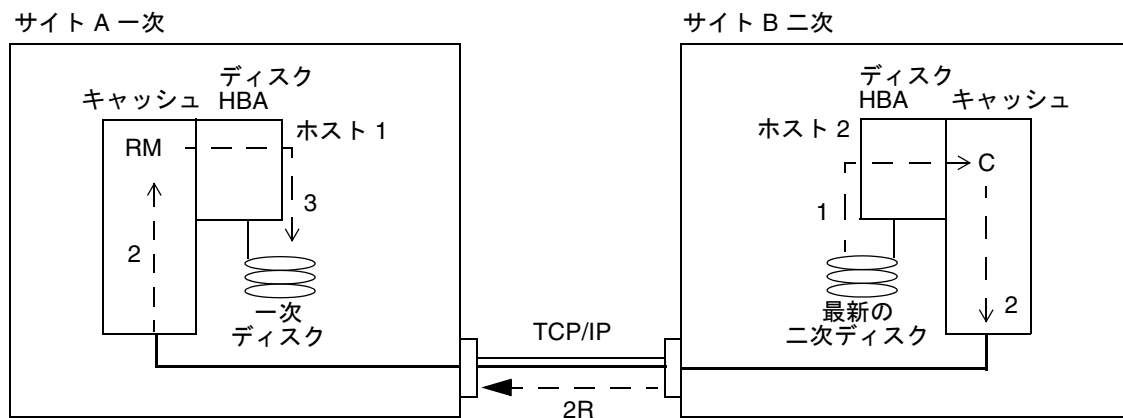 サイト A 一次
サイト B 二次
ディスク
HBA
キャッシュ
ホスト 1
RM
3
2
一次
ディスク
TCP/IP
2R
ディスク
HBA
キャッシュ
ホスト 2
C
1
2
最新の
二次ディスク